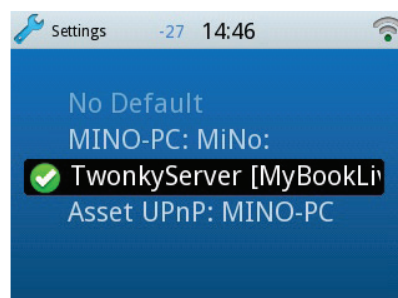 Settings -27 14:46
No Default
MINO-PC: MiNo:
TwonkyServer [MyBookLiv
Asset UPnP: MINO-PC